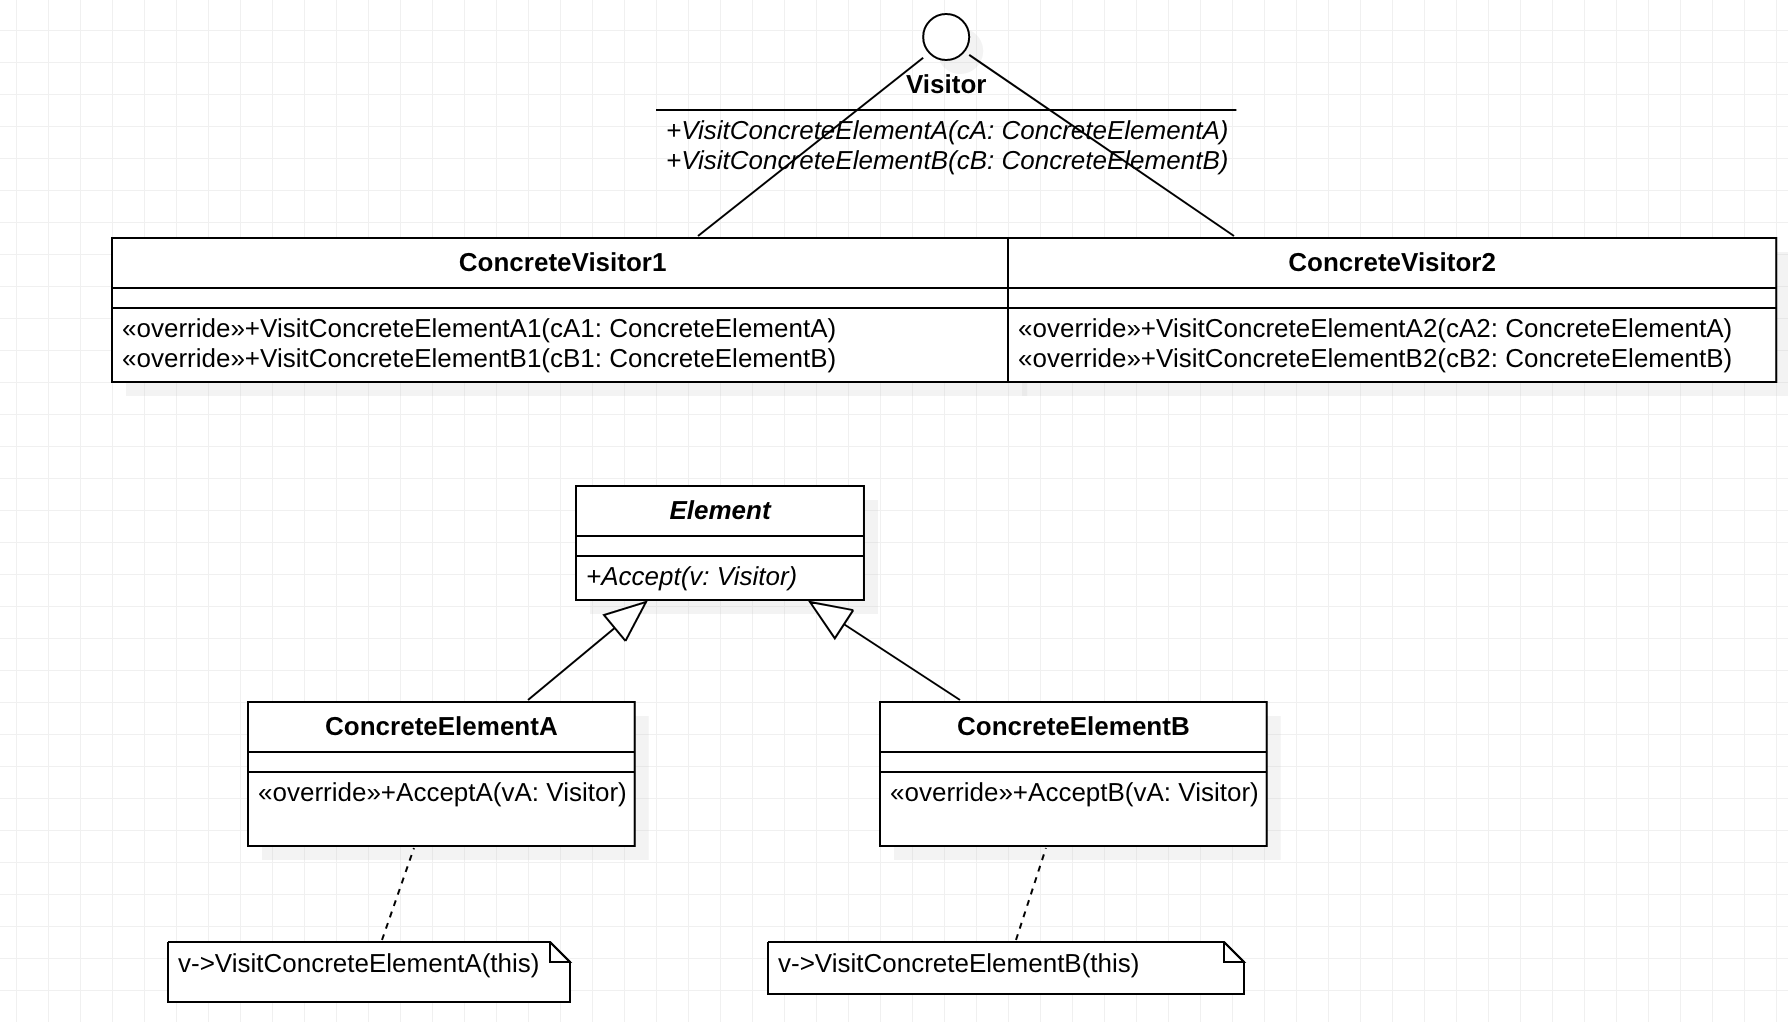 Visitor
+VisitConcreteElementA(cA: ConcreteElementA)
+VisitConcreteElementB(cB: ConcreteElementB)
ConcreteVisitor1
«override»+VisitConcreteElementA1(cA1: ConcreteElementA)
«override»+VisitConcreteElementB1(cB1: ConcreteElementB)
ConcreteVisitor2
«override»+VisitConcreteElementA2(cA2: ConcreteElementA)
«override»+VisitConcreteElementB2(cB2: ConcreteElementB)
Element
+Accept(v: Visitor)
ConcreteElementA
«override»+AcceptA(vA: Visitor)
ConcreteElementB
«override»+AcceptB(vA: Visitor)
v->VisitConcreteElementA(this)
v->VisitConcreteElementB(this)